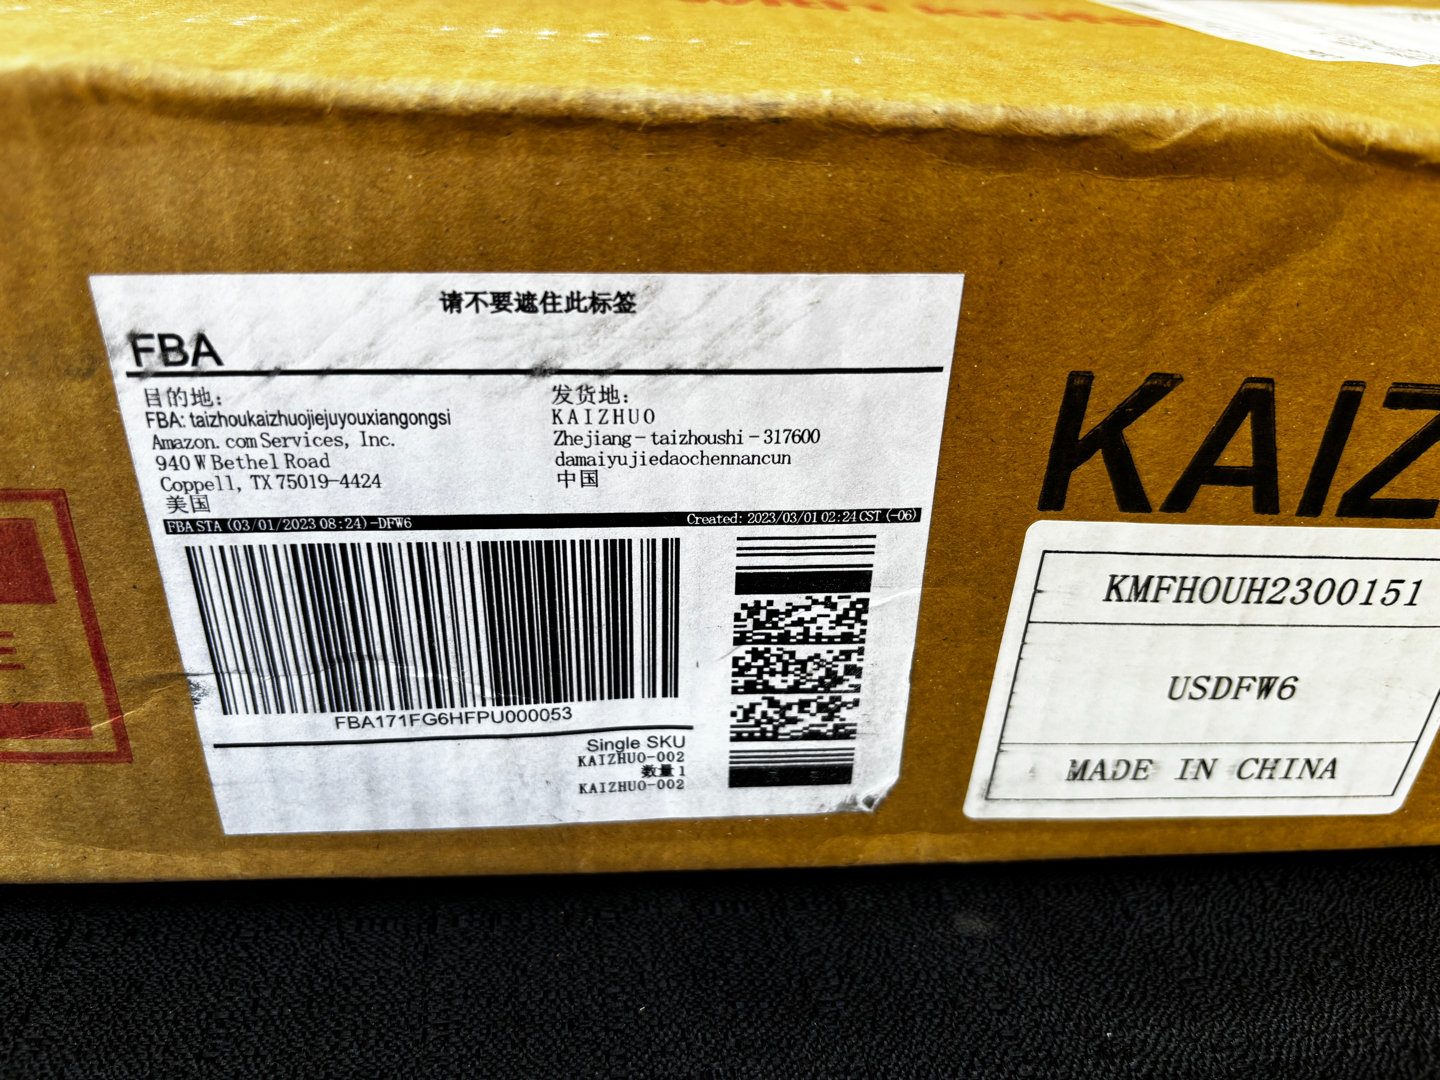 请不要遮住此标签
FBA
目的地:
FBA: taizhoukaizhuojiejuyouxiangongsi
Amazon.com Services, Inc.
940 W Bethel Road
Coppell, TX 75019-4424
美国
发货地:
KAIZHUO
Zhejiang-taizhoushi-317600
damaiyujiedaochennancun
中国
FBA STA (03/01/2023 08:24)-DFW6
Created: 2023/03/01 02:24 CST (-06)
FBA171FG6HFPU000053
Single SKU
KAIZHUO-002
数量 1
KAIZHUO-002
KAIZ
KMFHOUH2300151
USDFW6
MADE IN CHINA